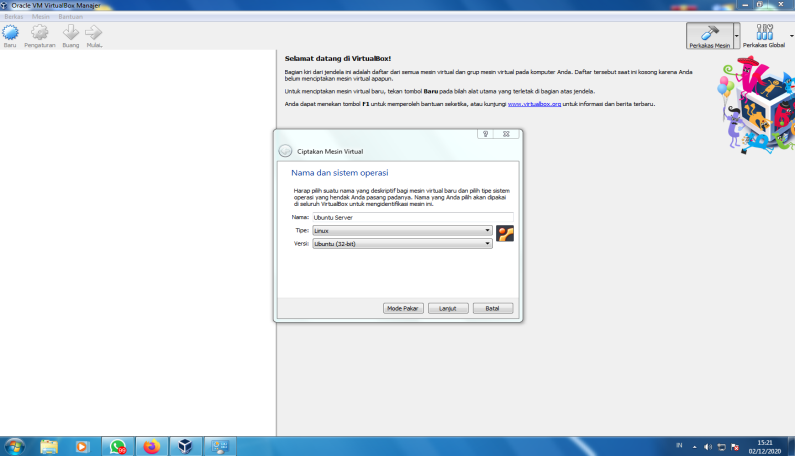 Oracle VM VirtualBox Manajer
Berkas Mesin Bantuan
Baru Pengaturan Buang Mulai
Perkakas Mesin Perkakas Global
Selamat datang di VirtualBox!
Bagian kiri dari jendela ini adalah daftar dari semua mesin virtual dan grup mesin virtual pada komputer Anda. Daftar tersebut saat ini kosong karena Anda
belum menciptakan mesin virtual apapun.
Untuk menciptakan mesin virtual baru, tekan tombol Baru pada bilah alat utama yang terletak di bagian atas jendela.
Anda dapat menekan tombol F1 untuk memperoleh bantuan seketika, atau kunjungi www.virtualbox.org untuk informasi dan berita terbaru.
Ciptakan Mesin Virtual
Nama dan sistem operasi
Harap pilih suatu nama yang deskriptif bagi mesin virtual baru dan pilih tipe sistem
operasi yang hendak Anda pasang padanya. Nama yang Anda pilih akan dipakai
di seluruh VirtualBox untuk mengidentifikasi mesin ini.
Nama: Ubuntu Server
Tipe: Linux
Versi: Ubuntu (32-bit)
Mode Pakar Lanjut Batal
IN 15:21
02/12/2020